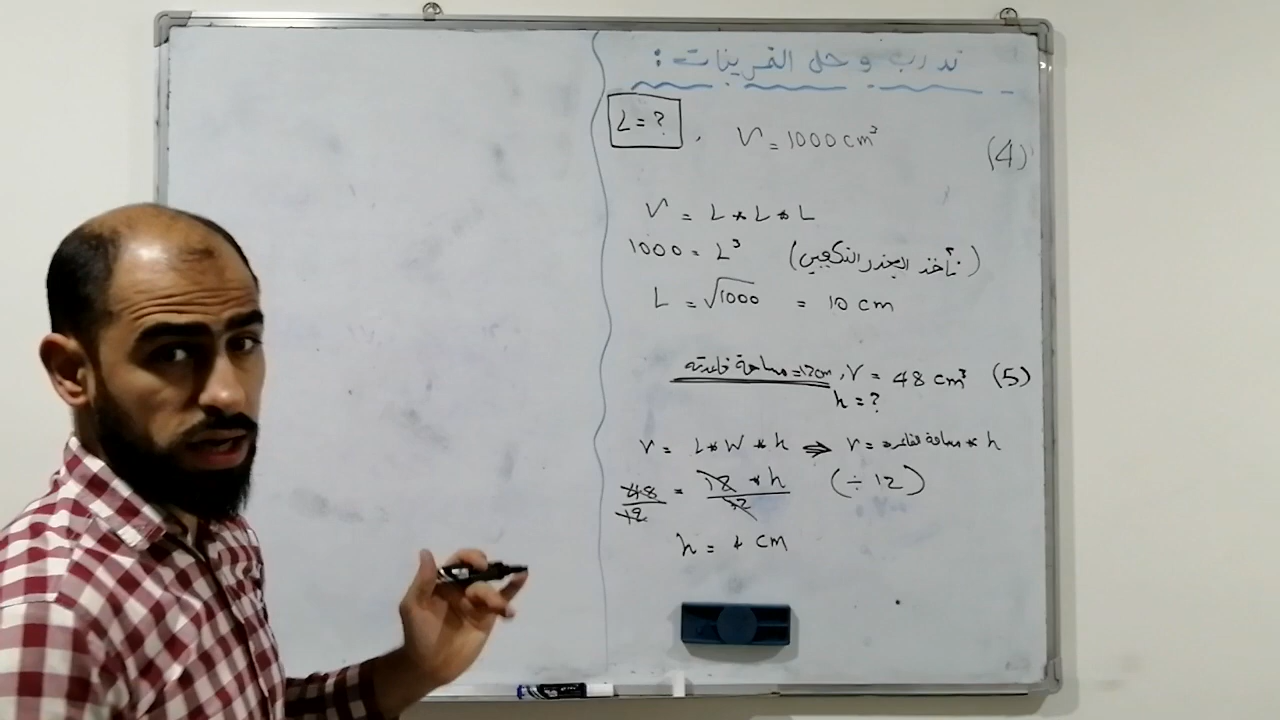 تدرب وحل التمرينات:
(4) V = 1000 cm³ , L = ?
V = L * L * L
1000 = L³ (نأخذ الجذر التكعيبي)
L = √1000 = 10 cm
(5) V = 48 cm³ , مساحة قاعدته = 12cm
h = ?
V = L * W * h ⇒ V = مساحة القاعدة * h
48/12 = 12 * h/12 (÷ 12)
h = 4 cm